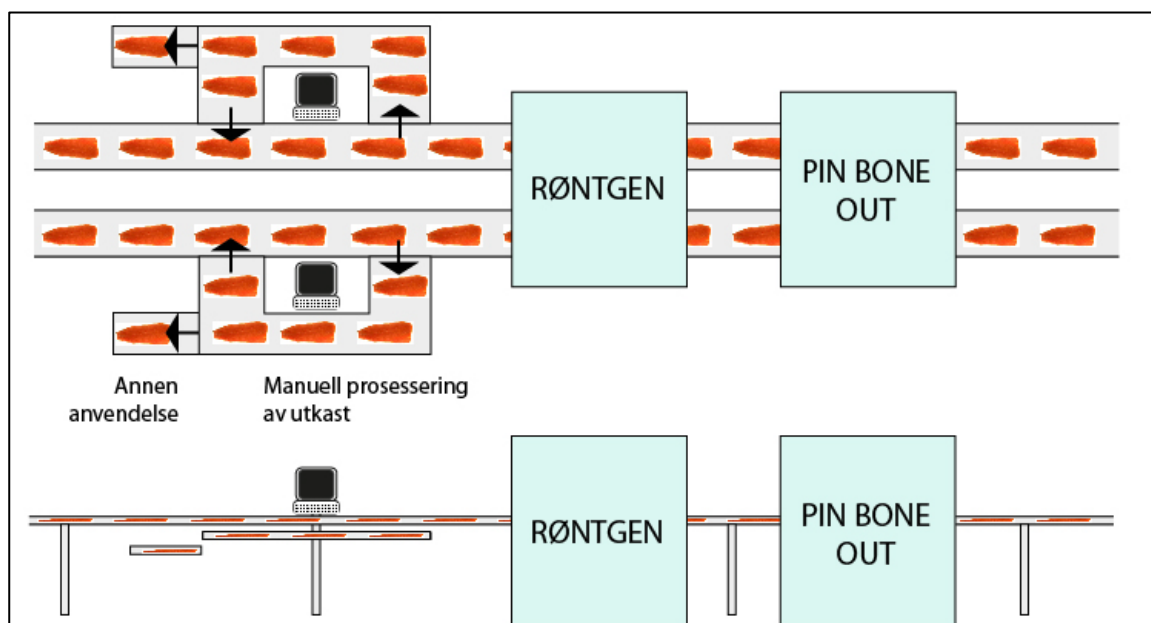 RØNTGEN
PIN BONE
OUT
Annen
anvendelse
Manuell prosessering
av utkast
RØNTGEN
PIN BONE
OUT